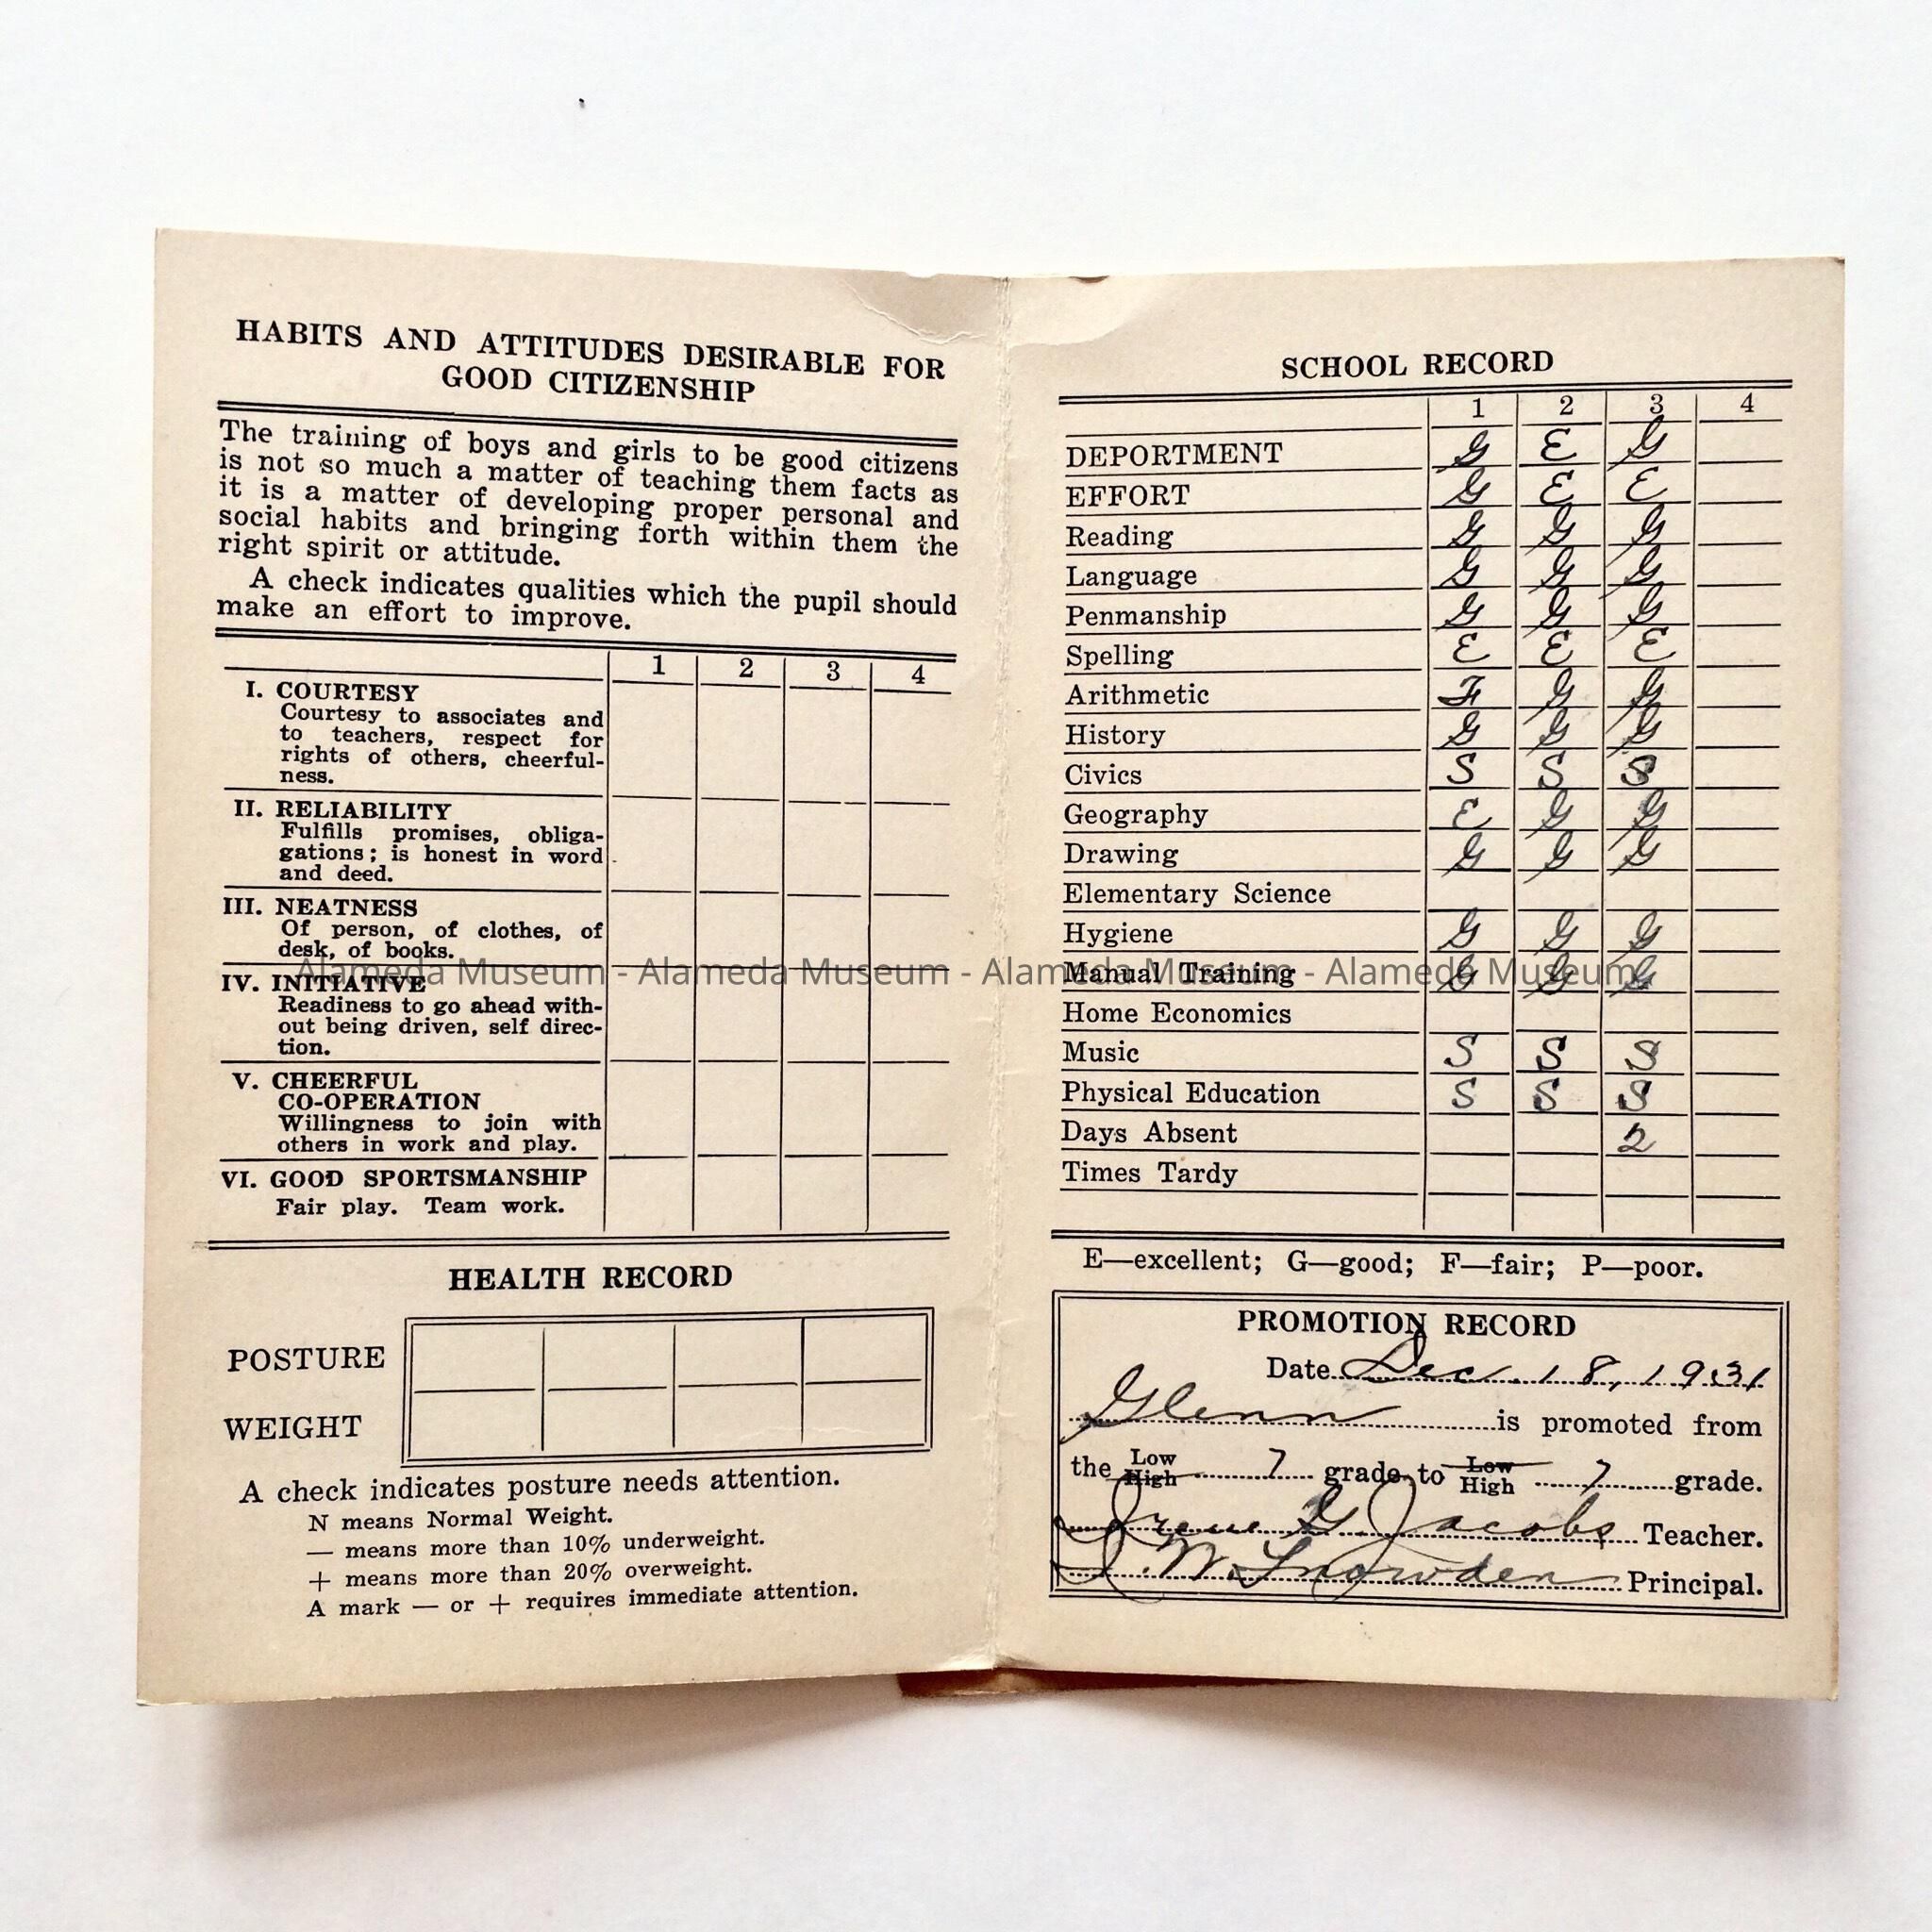 HABITS AND ATTITUDES DESIRABLE FOR
GOOD CITIZENSHIP
The training of boys and girls to be good citizens
is not so much a matter of teaching them facts as
it is a matter of developing proper personal and
social habits and bringing forth within them the
right spirit or attitude.
A check indicates qualities which the pupil should
make an effort to improve.
1 2 3 4
I. COURTESY
Courtesy to associates and
to teachers, respect for
rights of others, cheerful-
ness.
II. RELIABILITY
Fulfills promises, obliga-
gations; is honest in word
and deed.
III. NEATNESS
Of person, of clothes, of
desk, of books.
IV. INITIATIVE
Readiness to go ahead with-
out being driven, self direc-
tion.
V. CHEERFUL
CO-OPERATION
Willingness to join with
others in work and play.
VI. GOOD SPORTSMANSHIP
Fair play. Team work.
HEALTH RECORD
POSTURE
WEIGHT
A check indicates posture needs attention.
N means Normal Weight.
— means more than 10% underweight.
+ means more than 20% overweight.
A mark — or + requires immediate attention.
SCHOOL RECORD
1 2 3 4
DEPORTMENT G E G
EFFORT G E E
Reading G G G
Language G G G
Penmanship G G G
Spelling E E E
Arithmetic F G G
History G G G
Civics S S S
Geography E G G
Drawing G G G
Elementary Science
Hygiene G G G
Manual Training G G G
Home Economics
Music S S S
Physical Education S S S
Days Absent 2
Times Tardy
E—excellent; G—good; F—fair; P—poor.
PROMOTION RECORD
Date Dec. 18, 1931
Glenn is promoted from
the Low High 7 grade to Low High 7 grade.
Irene G. Jacobs Teacher.
D. W. Snowden Principal.
Alameda Museum - Alameda Museum - Alameda Museum - Alameda Museum